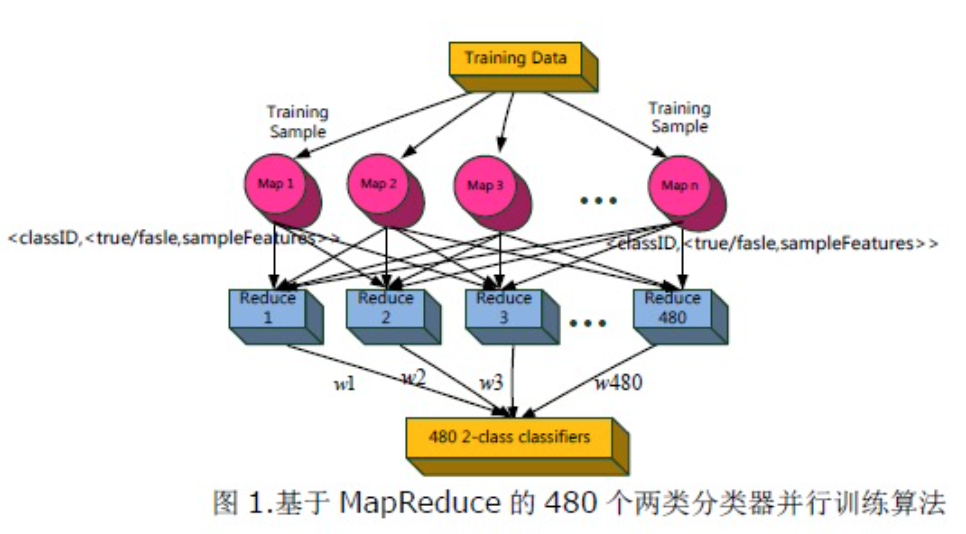 Training Data
Training
Sample
Training
Sample
Map 1
Map 2
Map 3
Map n
<classID,<true/fasle,sampleFeatures>>
<classID,<true/fasle,sampleFeatures>>
Reduce
1
Reduce
2
Reduce
3
Reduce
480
w1
w2
w3
w480
480 2-class classifiers
图 1.基于 MapReduce 的 480 个两类分类器并行训练算法